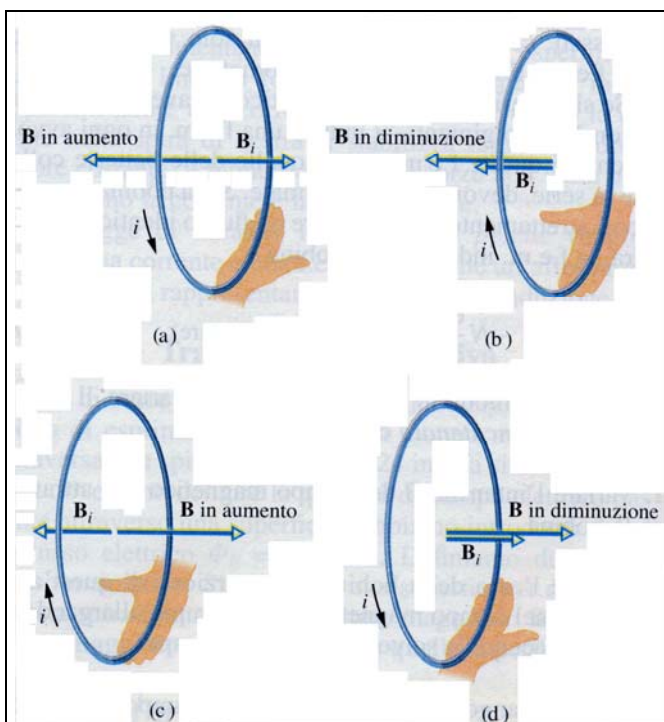 B in aumento
B_i
i
(a)
B in diminuzione
B_i
i
(b)
B_i
B in aumento
i
(c)
B in diminuzione
B_i
i
(d)